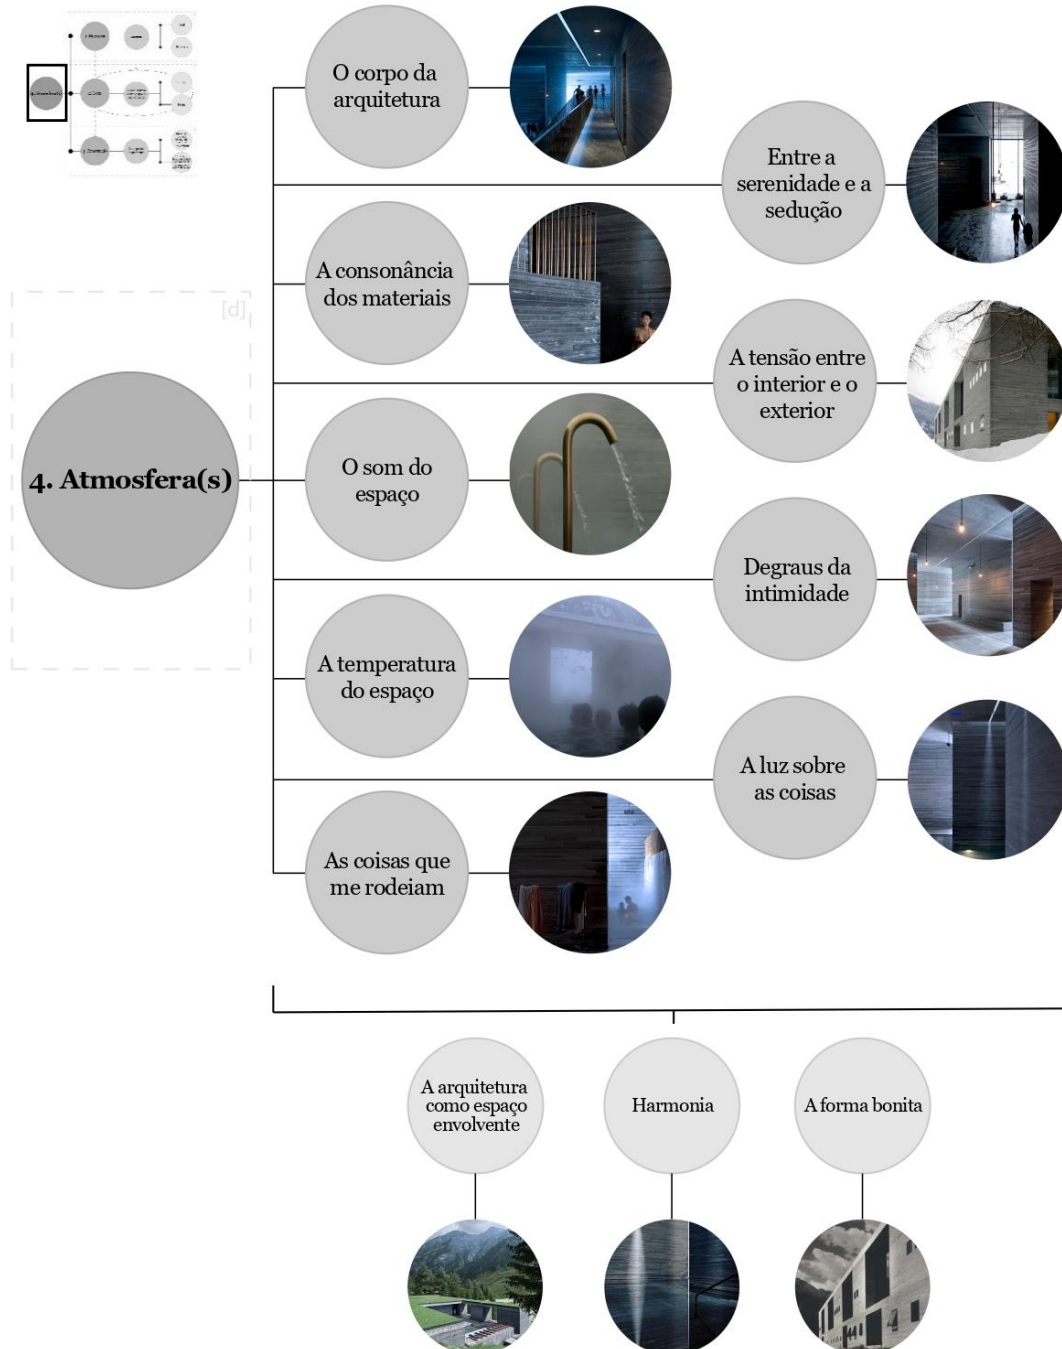 O corpo da
arquitetura
Entre a
serenidade e a
sedução
A consonância
dos materiais
[d]
A tensão entre
o interior e o
exterior
4. Atmosfera(s)
O som do
espaço
Degraus da
intimidade
A temperatura
do espaço
A luz sobre
as coisas
As coisas que
me rodeiam
A arquitetura
como espaço
envolvente
Harmonia
A forma bonita